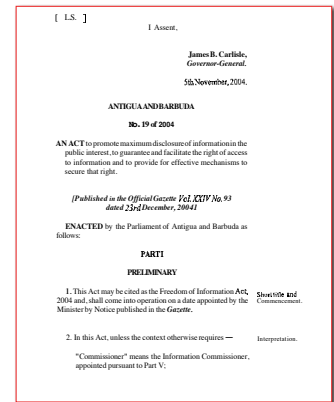 [ L.S. ]
I Assent,
James B. Carlisle,
Governor-General.
5th November, 2004.
ANTIGUA AND BARBUDA
No. 19 of 2004
AN ACT to promote maximum disclosure of information in the
public interest, to guarantee and facilitate the right of access
to information and to provide for effective mechanisms to
secure that right.
[Published in the Official Gazette Vol. XXIV No. 93
dated 23rd December, 20041
ENACTED by the Parliament of Antigua and Barbuda as
follows:
PART I
PRELIMINARY
1. This Act may be cited as the Freedom of Information Act,
2004 and, shall come into operation on a date appointed by the
Minister by Notice published in the Gazette.
Short title and
Commencement.
2. In this Act, unless the context otherwise requires —
Interpretation.
"Commissioner" means the Information Commissioner,
appointed pursuant to Part V;